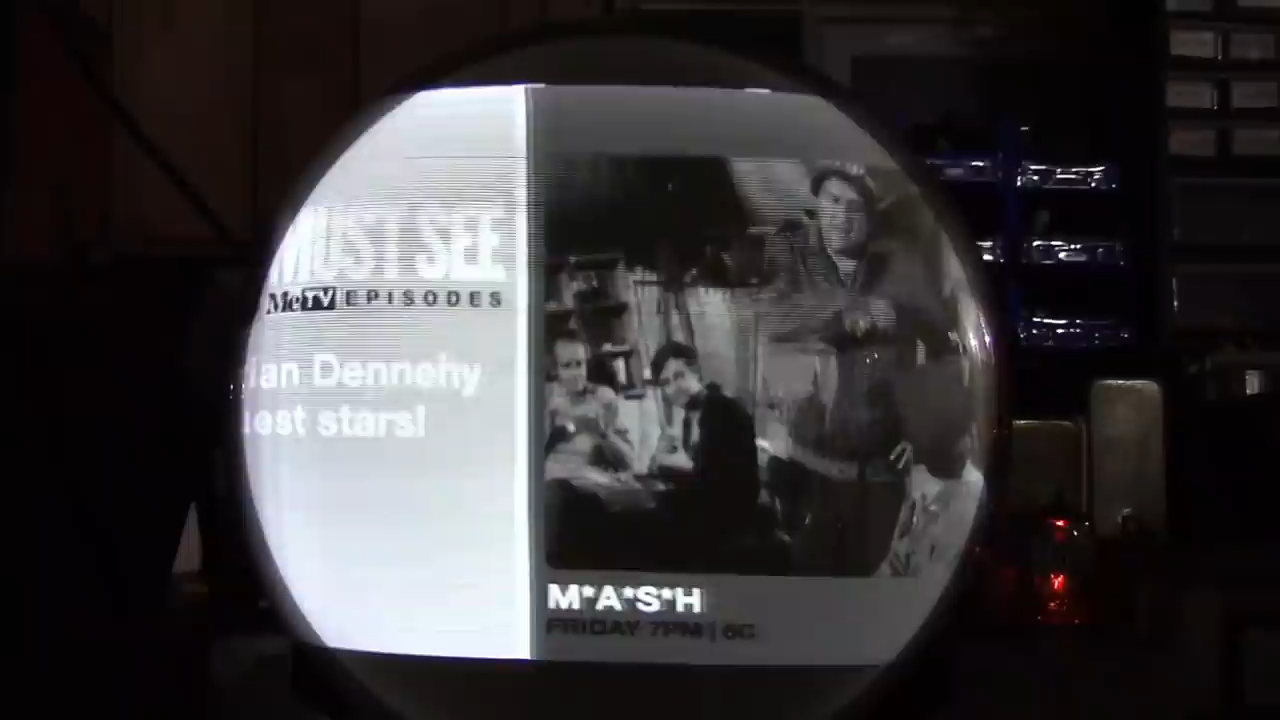 MUST SEE
MeTV EPISODES
ian Dennehy
uest stars!
M*A*S*H
FRIDAY 7PM | 6C